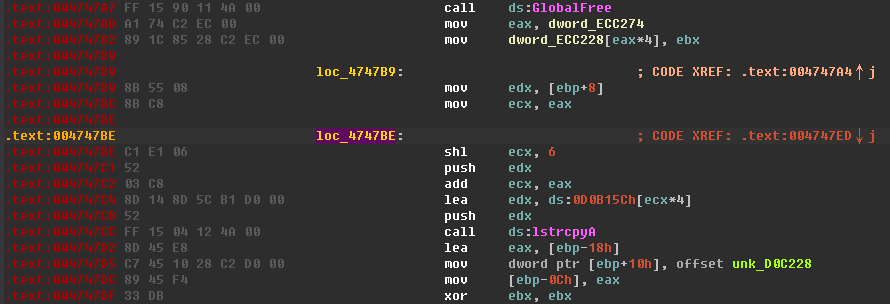 .text:004747A7 FF 15 90 11 4A 00 call ds:GlobalFree
.text:004747AD A1 74 C2 EC 00 mov eax, dword_ECC274
.text:004747B2 89 1C 85 28 C2 EC 00 mov dword_ECC228[eax*4], ebx
.text:004747B9
.text:004747B9 loc_4747B9: ; CODE XREF: .text:004747A4↑j
.text:004747B9 8B 55 08 mov edx, [ebp+8]
.text:004747BC 8B C8 mov ecx, eax
.text:004747BE
.text:004747BE loc_4747BE: ; CODE XREF: .text:004747ED↓j
.text:004747BE C1 E1 06 shl ecx, 6
.text:004747C1 52 push edx
.text:004747C2 03 C8 add ecx, eax
.text:004747C4 8D 14 8D 5C B1 D0 00 lea edx, ds:0D0B15Ch[ecx*4]
.text:004747CB 52 push edx
.text:004747CC FF 15 04 12 4A 00 call ds:lstrcpyA
.text:004747D2 8D 45 E8 lea eax, [ebp-18h]
.text:004747D5 C7 45 10 28 C2 D0 00 mov dword ptr [ebp+10h], offset unk_D0C228
.text:004747DC 89 45 F4 mov [ebp-0Ch], eax
.text:004747DF 33 DB xor ebx, ebx